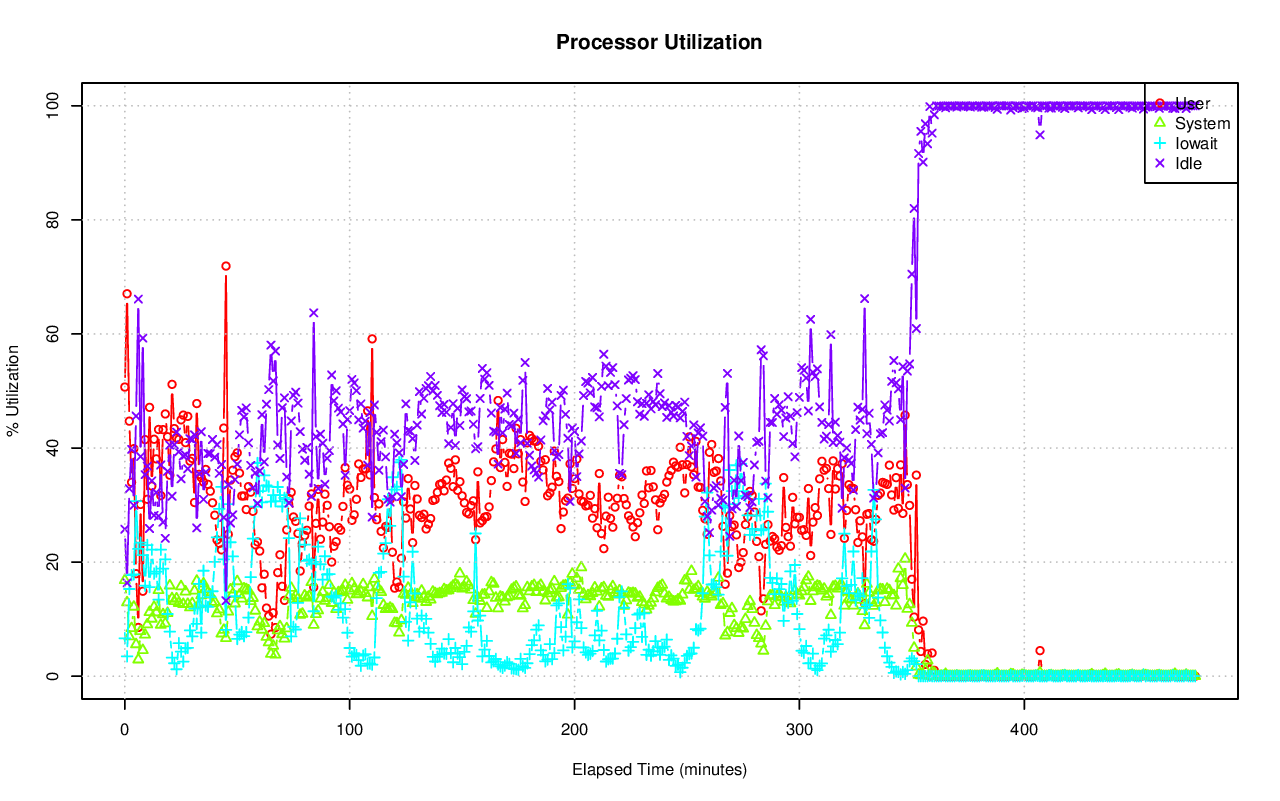 Processor Utilization
% Utilization
100
80
60
40
20
0
0 100 200 300 400
Elapsed Time (minutes)
User
System
Iowait
Idle